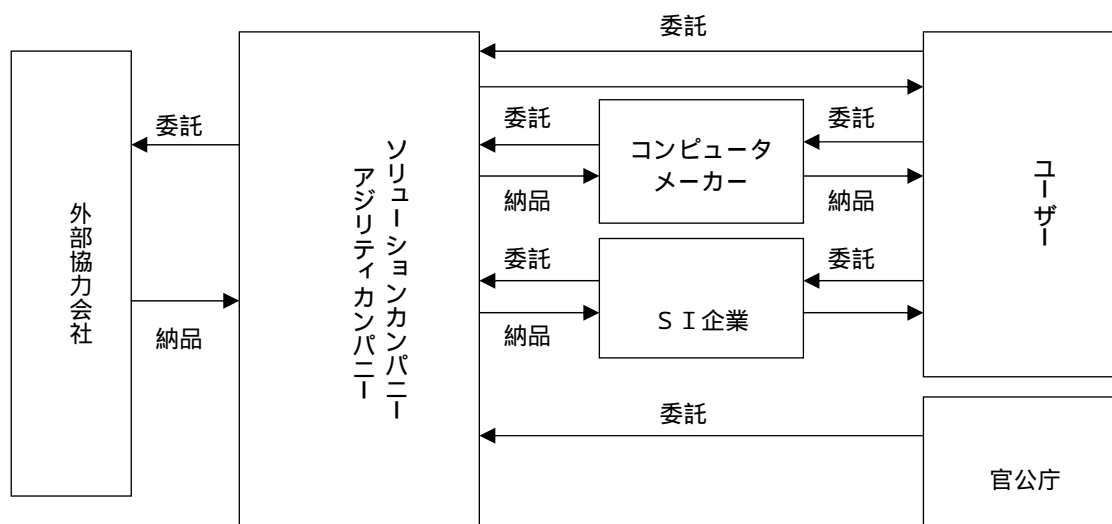 委託
委託
委託
委託
ソリューションカンパニー
アジリティカンパニー
コンピュータ
メーカー
ユーザー
外部協力会社
納品
納品
委託
委託
納品
納品
ＳＩ企業
委託
官公庁